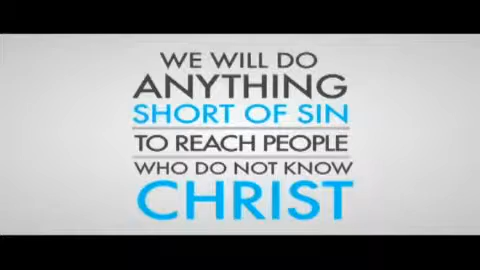 WE WILL DO
ANYTHING
SHORT OF SIN
TO REACH PEOPLE
WHO DO NOT KNOW
CHRIST